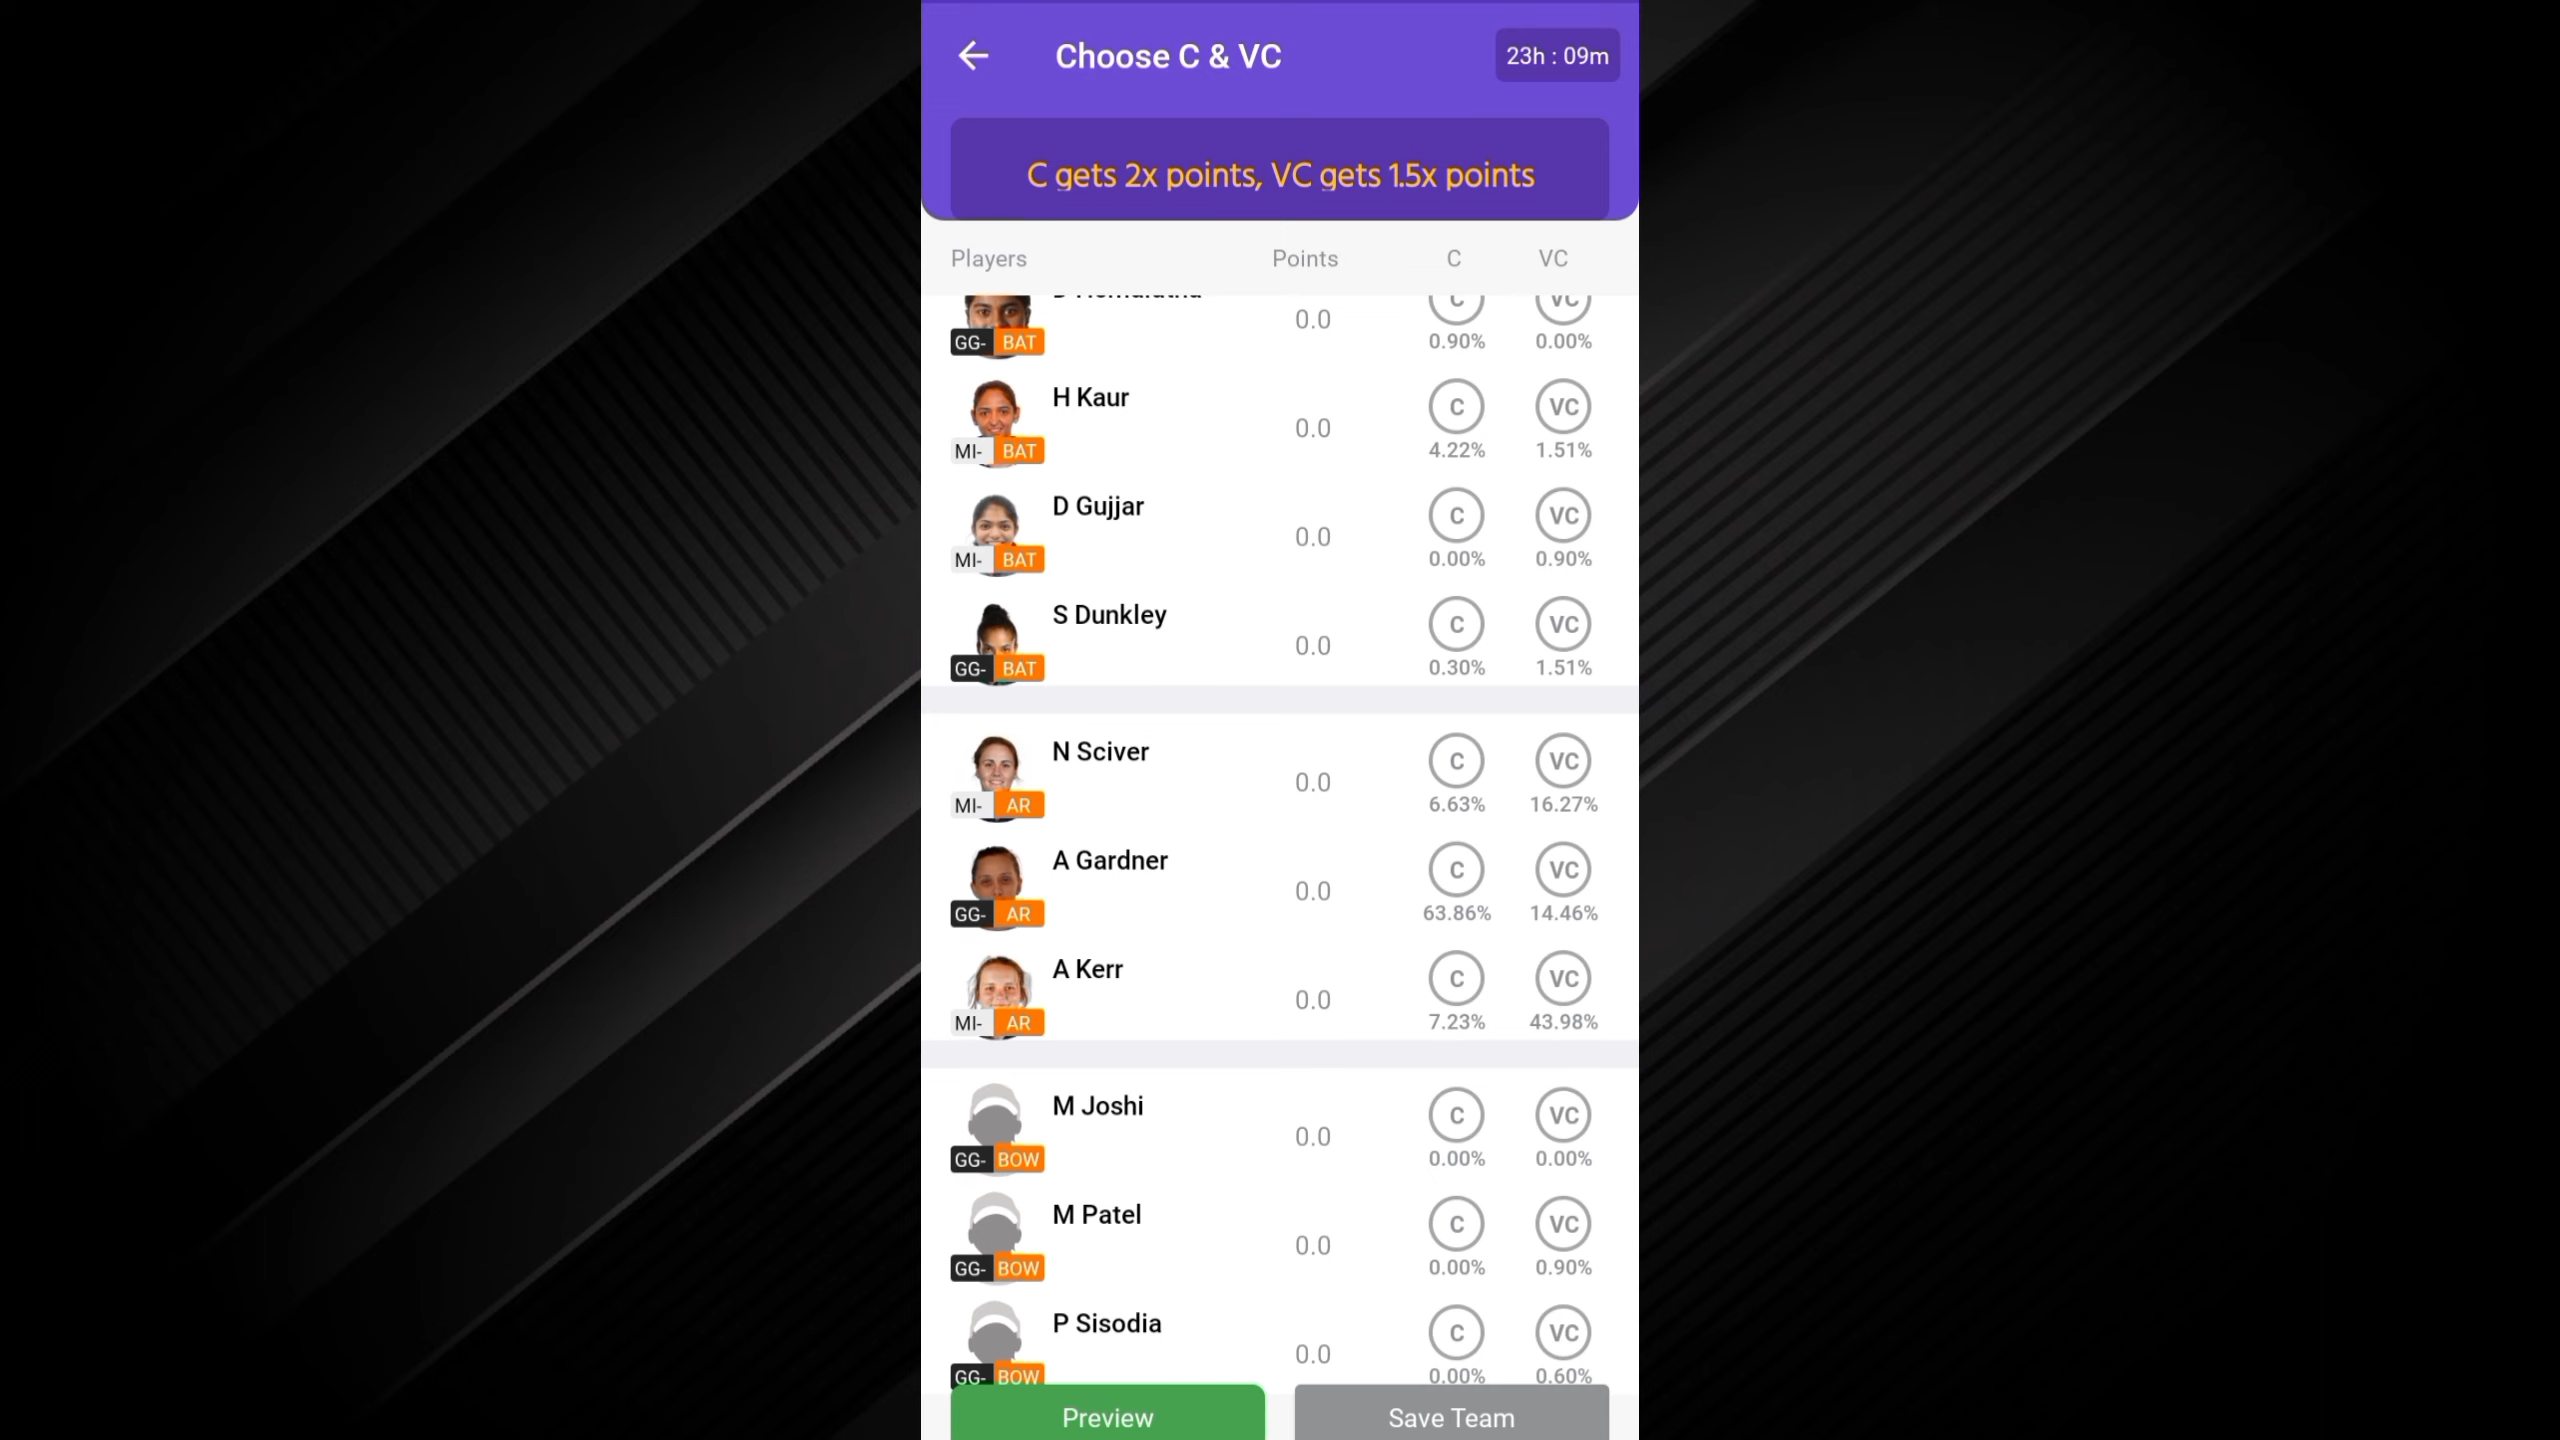 Choose C & VC
23h : 09m
C gets 2x points, VC gets 1.5x points
Players Points C VC
0.0 C VC
GG- BAT 0.90% 0.00%
H Kaur
0.0 C VC
MI- BAT 4.22% 1.51%
D Gujjar
0.0 C VC
MI- BAT 0.00% 0.90%
S Dunkley
0.0 C VC
GG- BAT 0.30% 1.51%
N Sciver
0.0 C VC
MI- AR 6.63% 16.27%
A Gardner
0.0 C VC
GG- AR 63.86% 14.46%
A Kerr
0.0 C VC
MI- AR 7.23% 43.98%
M Joshi
0.0 C VC
GG- BOW 0.00% 0.00%
M Patel
0.0 C VC
GG- BOW 0.00% 0.90%
P Sisodia
0.0 C VC
GG- BOW 0.00% 0.60%
Preview Save Team